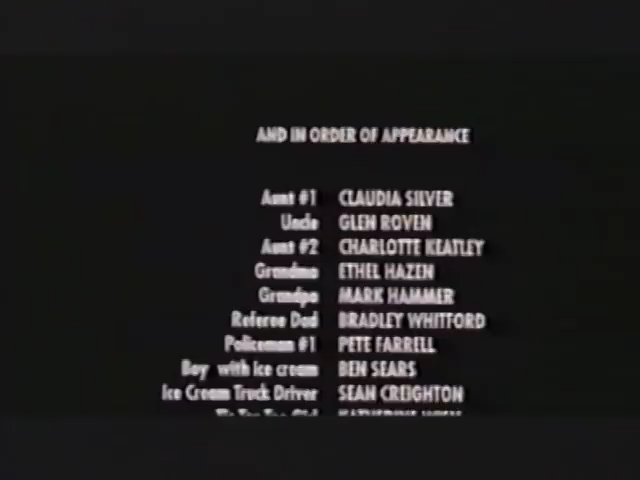 AND IN ORDER OF APPEARANCE
Aunt #1 CLAUDIA SILVER
Uncle GLEN ROVEN
Aunt #2 CHARLOTTE KEATLEY
Grandma ETHEL HAZEN
Grandpa MARK HAMMER
Referee Dad BRADLEY WHITFORD
Policeman #1 PETE FARRELL
Boy with ice cream BEN SEARS
Ice Cream Truck Driver SEAN CREIGHTON